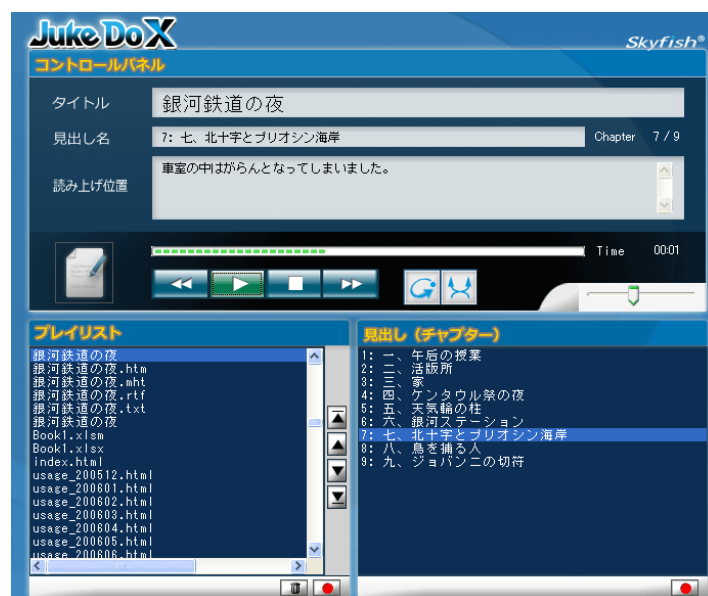 Juke DoX
Skyfish®
コントロールパネル
タイトル 銀河鉄道の夜
見出し名 7: 七、北十字とプリオシン海岸 Chapter 7 / 9
読み上げ位置 車室の中はがらんとなってしまいました。
Time 00:01
プレイリスト
銀河鉄道の夜
銀河鉄道の夜.htm
銀河鉄道の夜.mht
銀河鉄道の夜.rtf
銀河鉄道の夜.txt
銀河鉄道の夜
Book1.xlsm
Book1.xlsx
index.html
usage_200512.html
usage_200601.html
usage_200602.html
usage_200603.html
usage_200604.html
usage_200605.html
usage_200606.html
見出し（チャプター）
1: 一、午后の授業
2: 二、活版所
3: 三、家
4: 四、ケンタウル祭の夜
5: 五、天気輪の柱
6: 六、銀河ステーション
7: 七、北十字とプリオシン海岸
8: 八、鳥を捕る人
9: 九、ジョバンニの切符